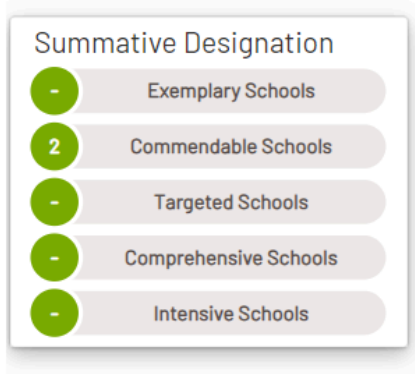 Summative Designation
- Exemplary Schools
2 Commendable Schools
- Targeted Schools
- Comprehensive Schools
- Intensive Schools